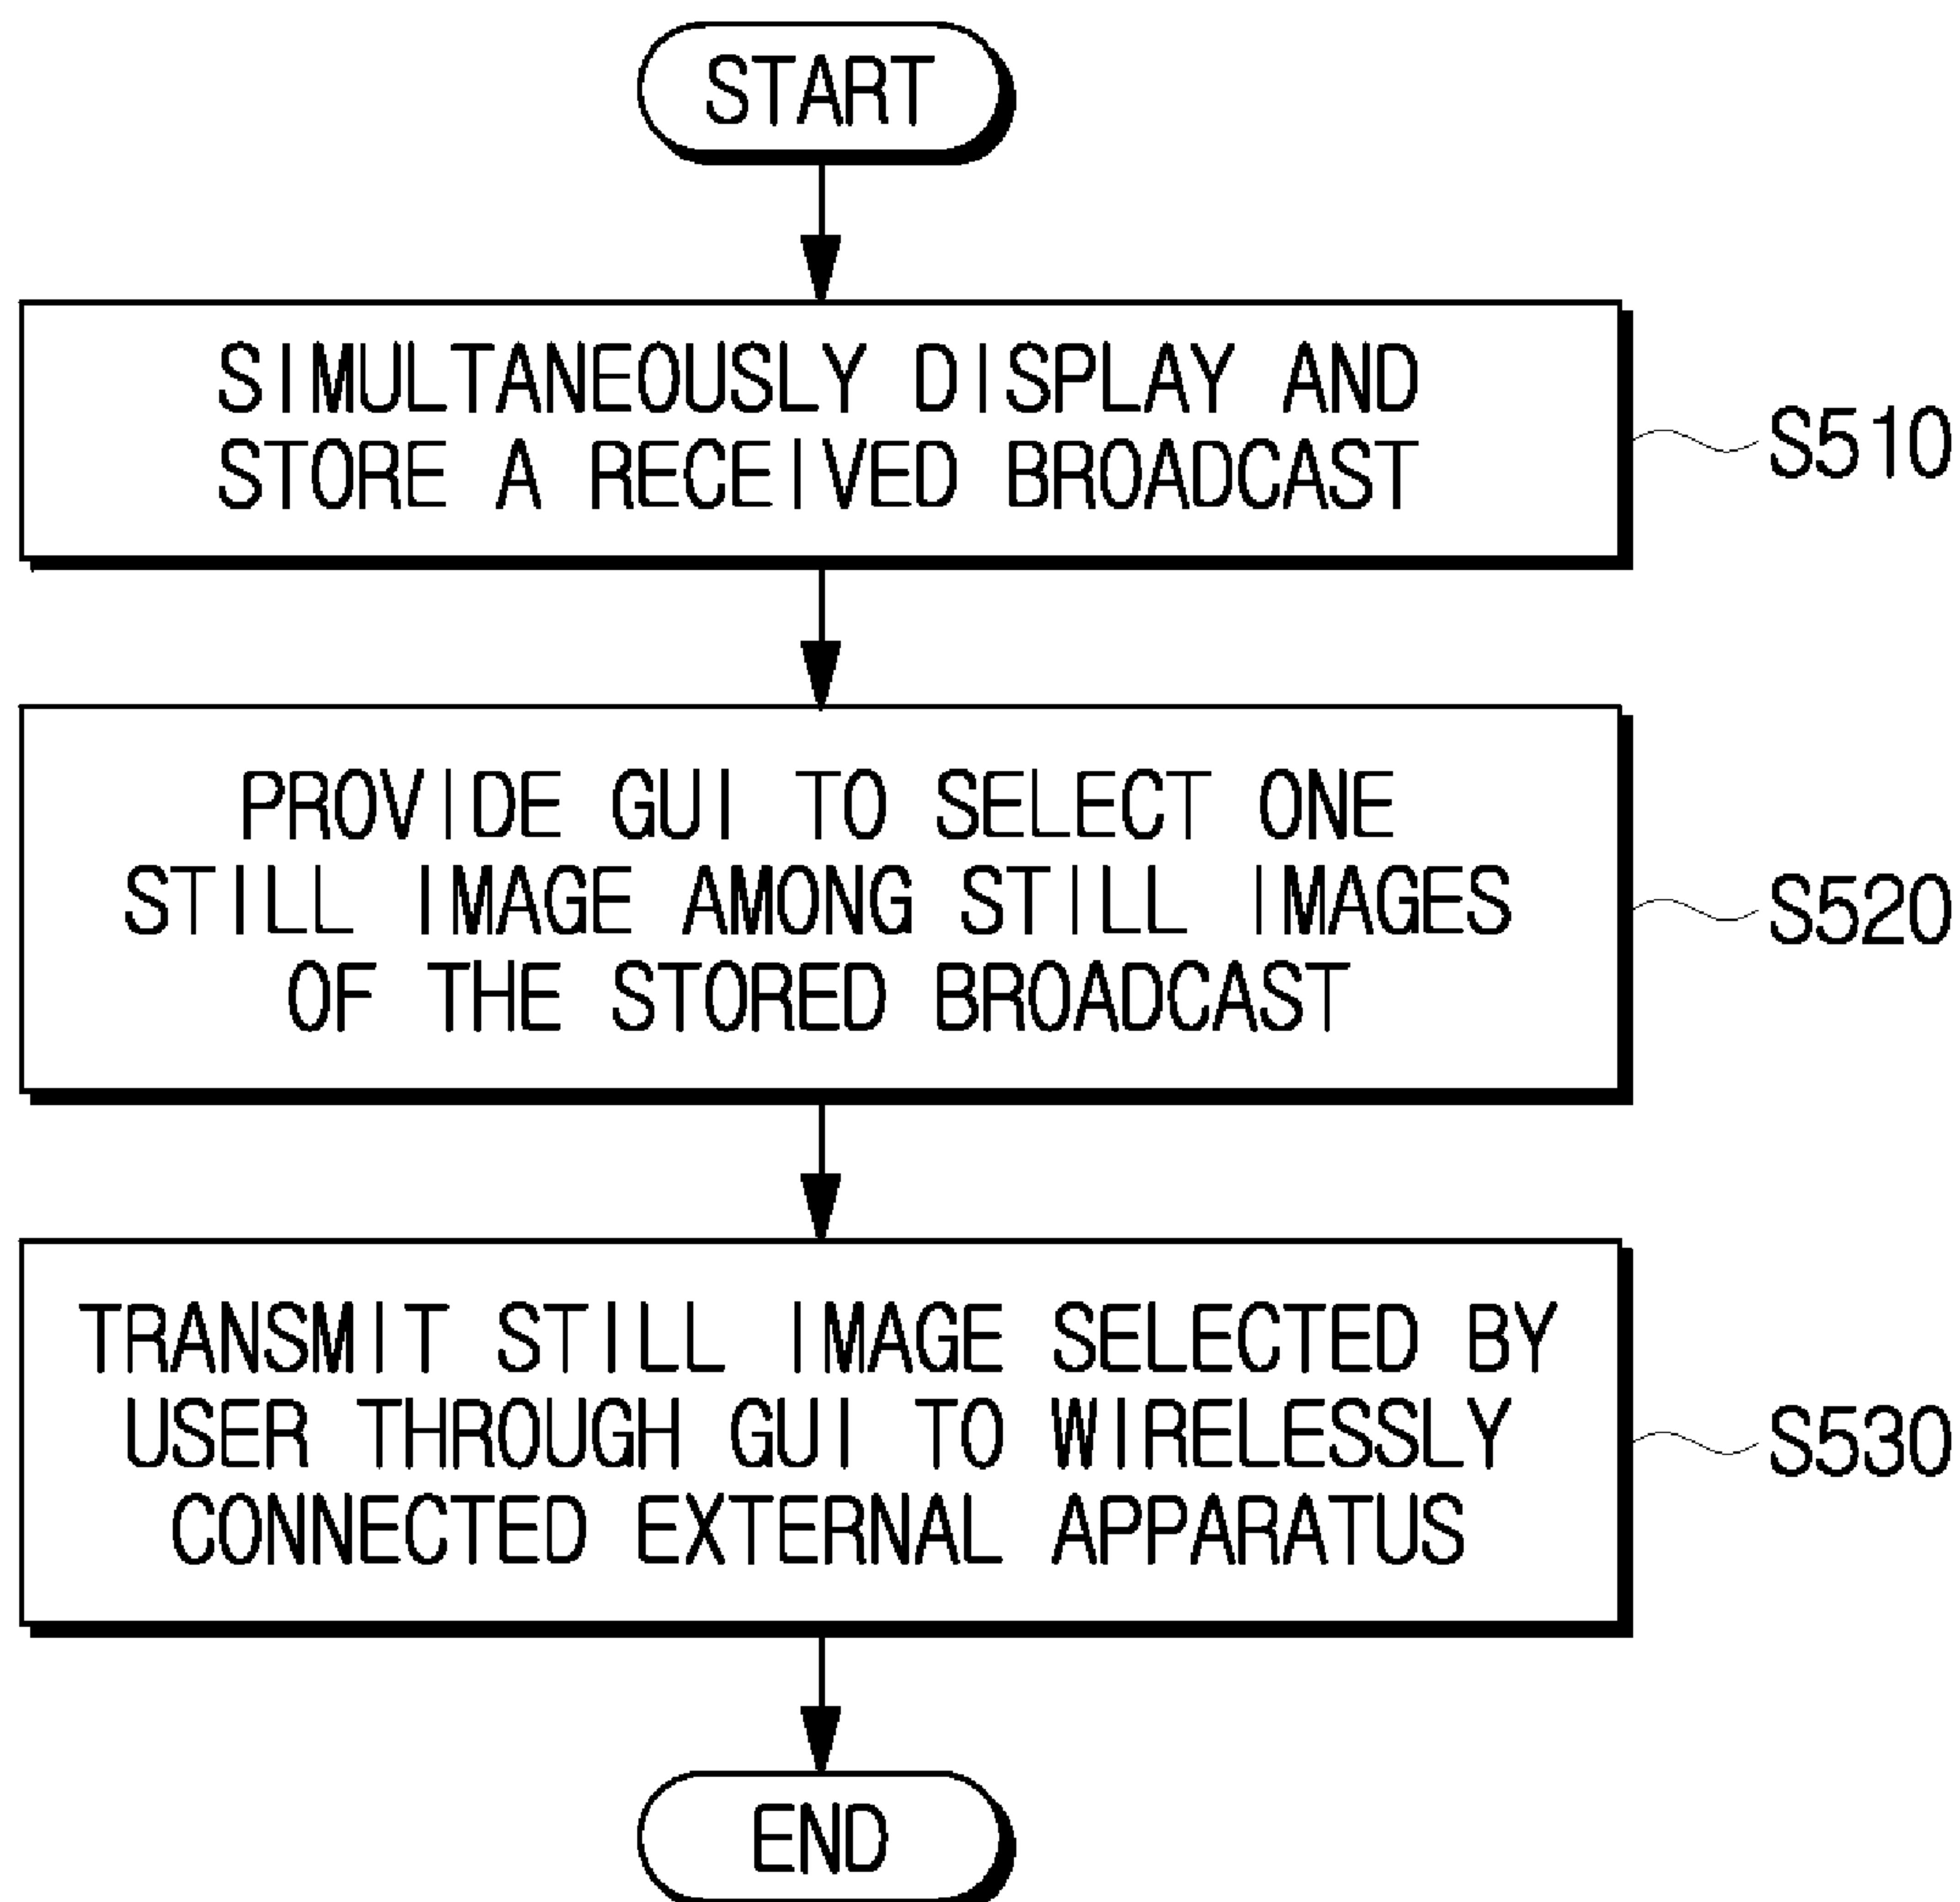 START
SIMULTANEOUSLY DISPLAY AND
STORE A RECEIVED BROADCAST
S510
PROVIDE GUI TO SELECT ONE
STILL IMAGE AMONG STILL IMAGES
OF THE STORED BROADCAST
S520
TRANSMIT STILL IMAGE SELECTED BY
USER THROUGH GUI TO WIRELESSLY
CONNECTED EXTERNAL APPARATUS
S530
END